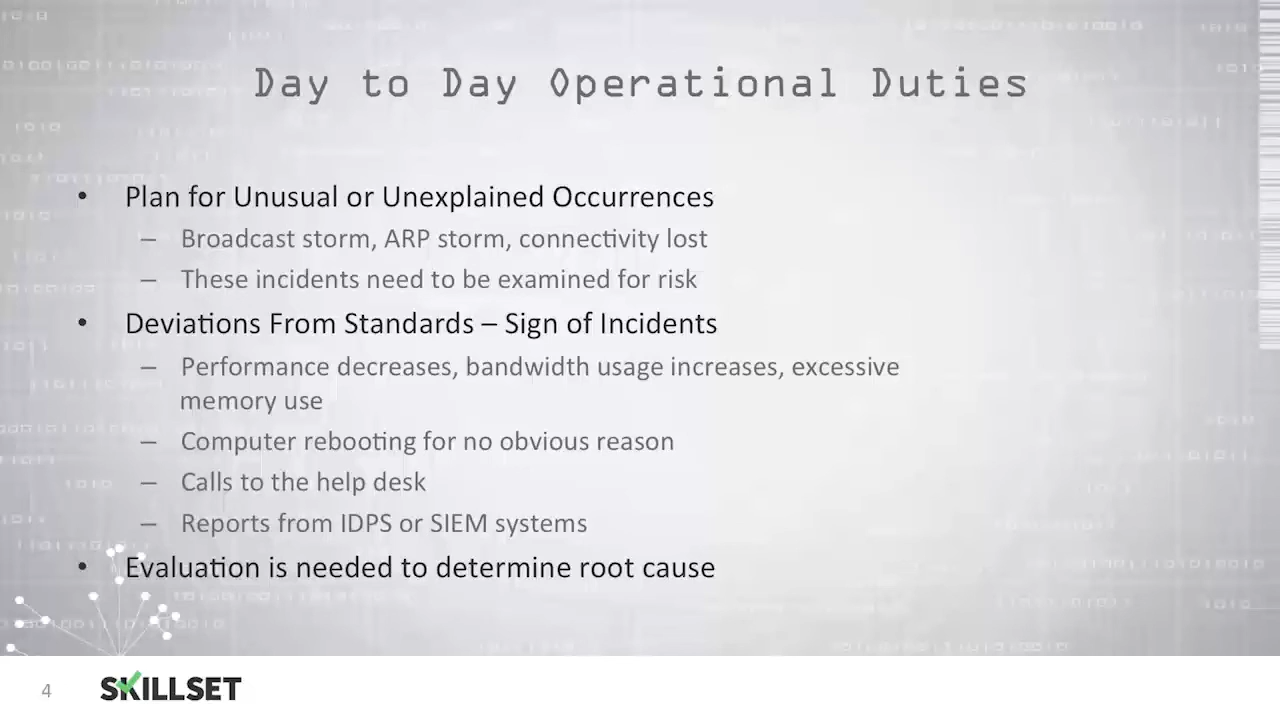 Day to Day Operational Duties
• Plan for Unusual or Unexplained Occurrences
– Broadcast storm, ARP storm, connectivity lost
– These incidents need to be examined for risk
• Deviations From Standards – Sign of Incidents
– Performance decreases, bandwidth usage increases, excessive
memory use
– Computer rebooting for no obvious reason
– Calls to the help desk
– Reports from IDPS or SIEM systems
• Evaluation is needed to determine root cause
4
SKILLSET